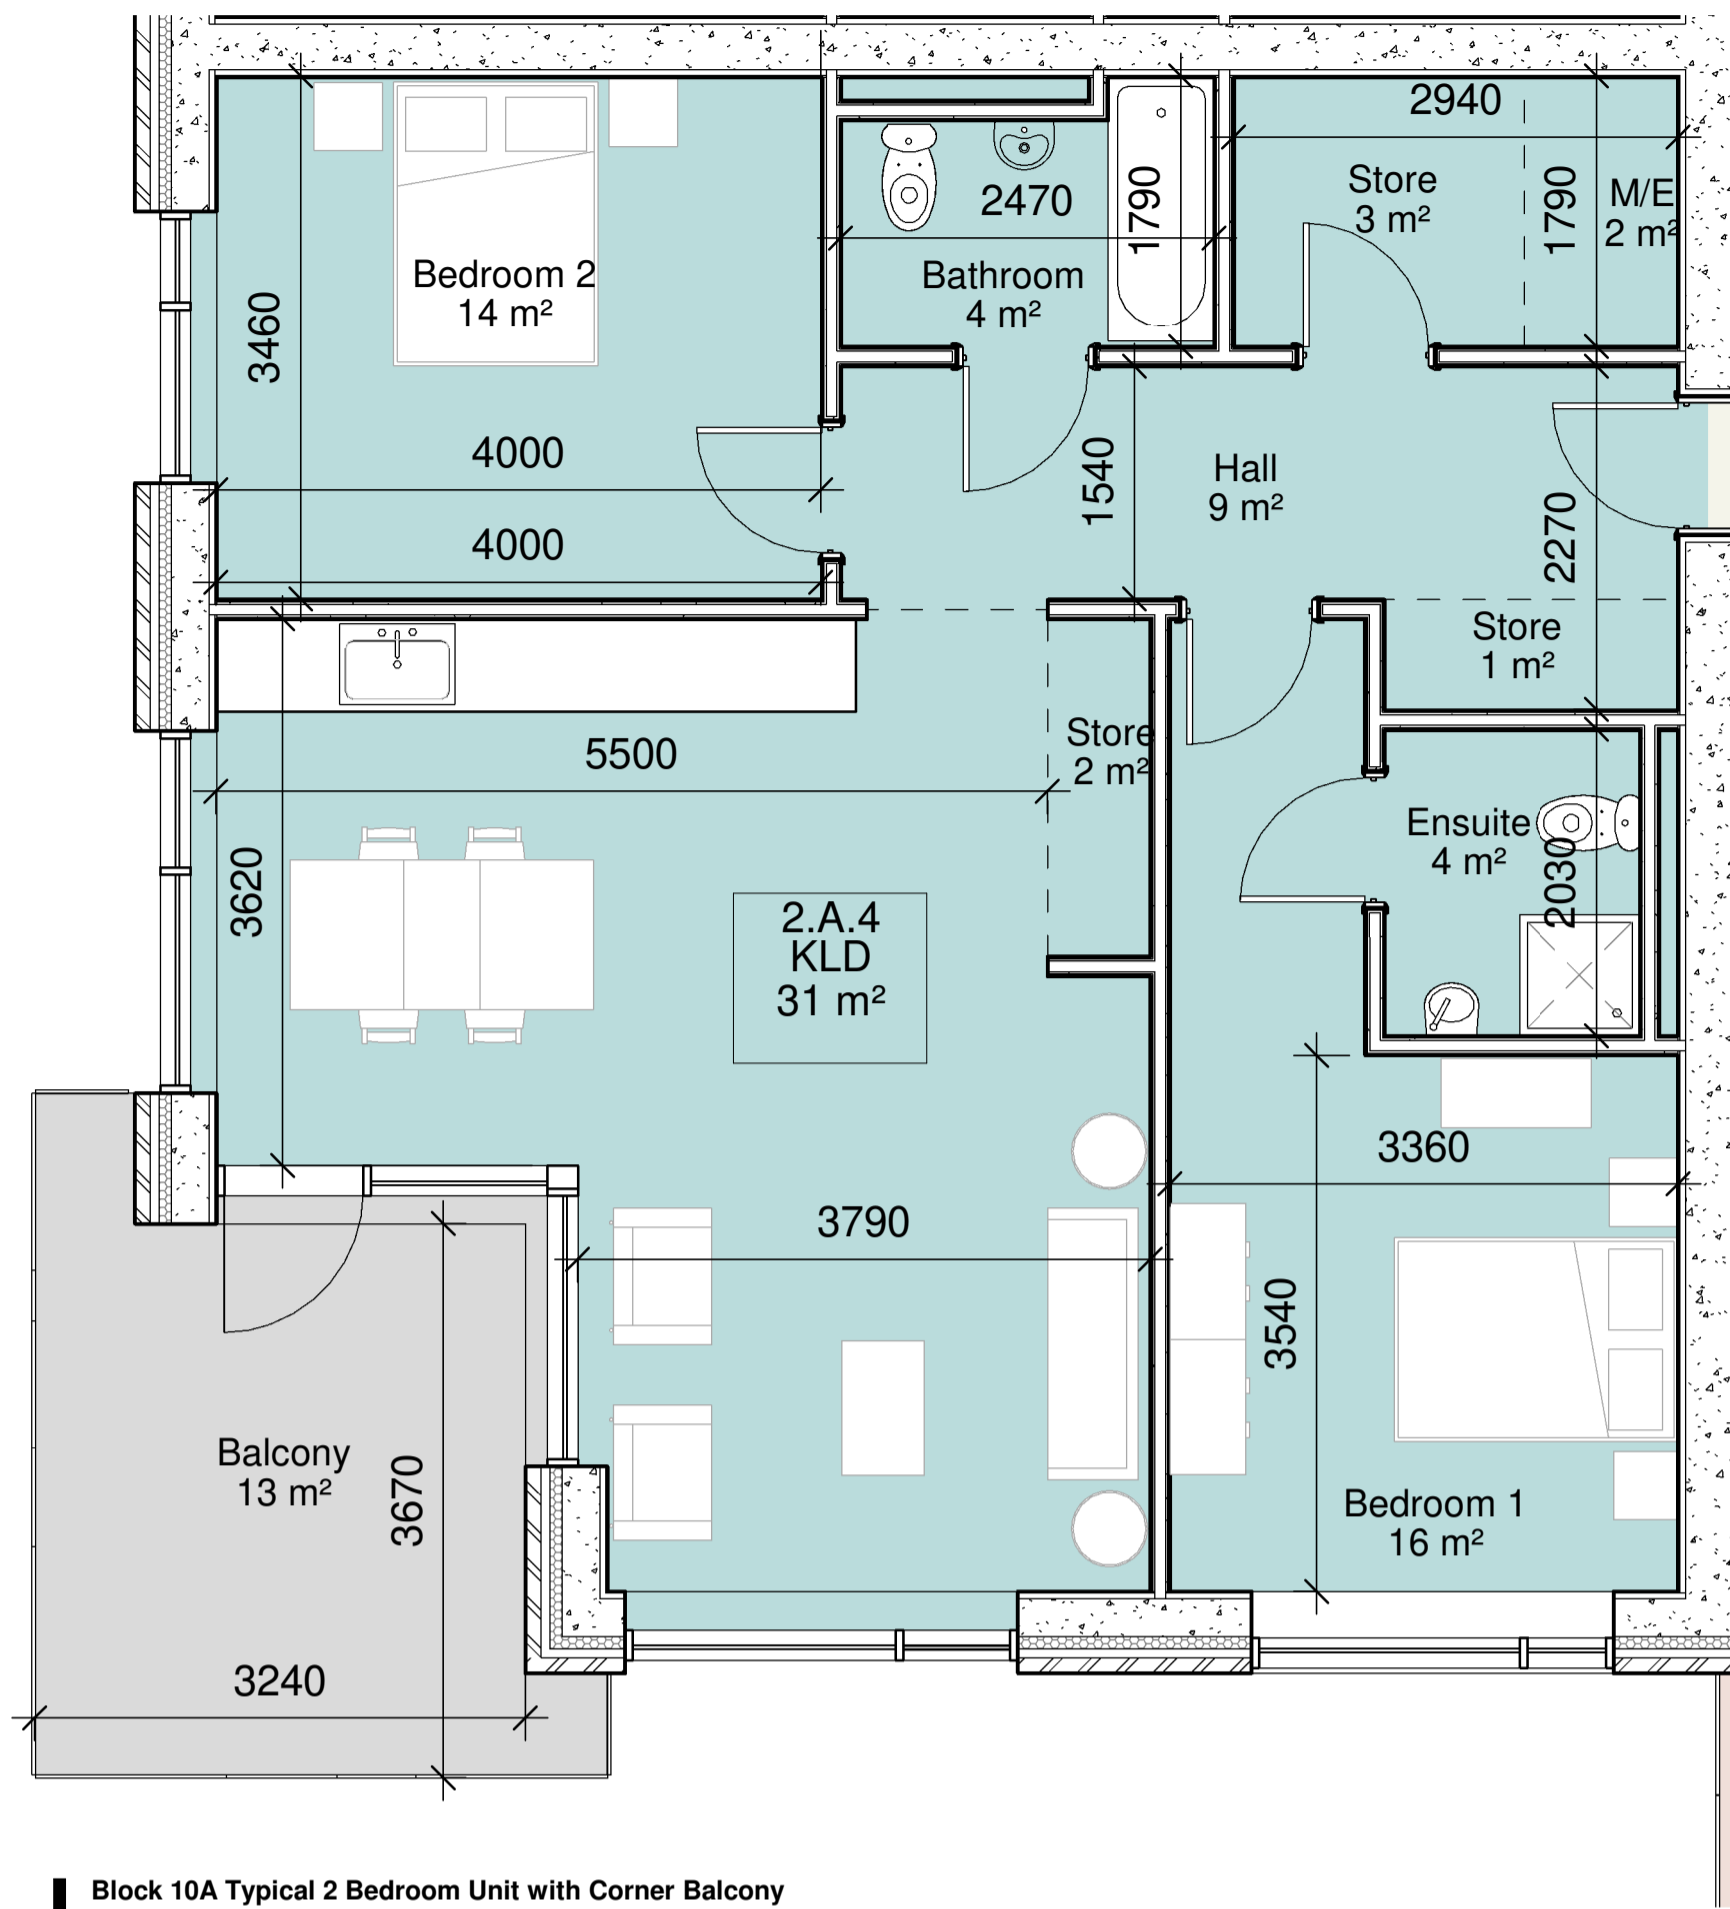 2940
Store
3 m²
1790
M/E
2 m²
2470
1790
Bathroom
4 m²
Bedroom 2
14 m²
3460
4000
4000
1540
Hall
9 m²
2270
Store
1 m²
Store
2 m²
5500
3620
2.A.4
KLD
31 m²
Ensuite
4 m²
2030
3360
3790
3540
Balcony
13 m²
3670
Bedroom 1
16 m²
3240
Block 10A Typical 2 Bedroom Unit with Corner Balcony